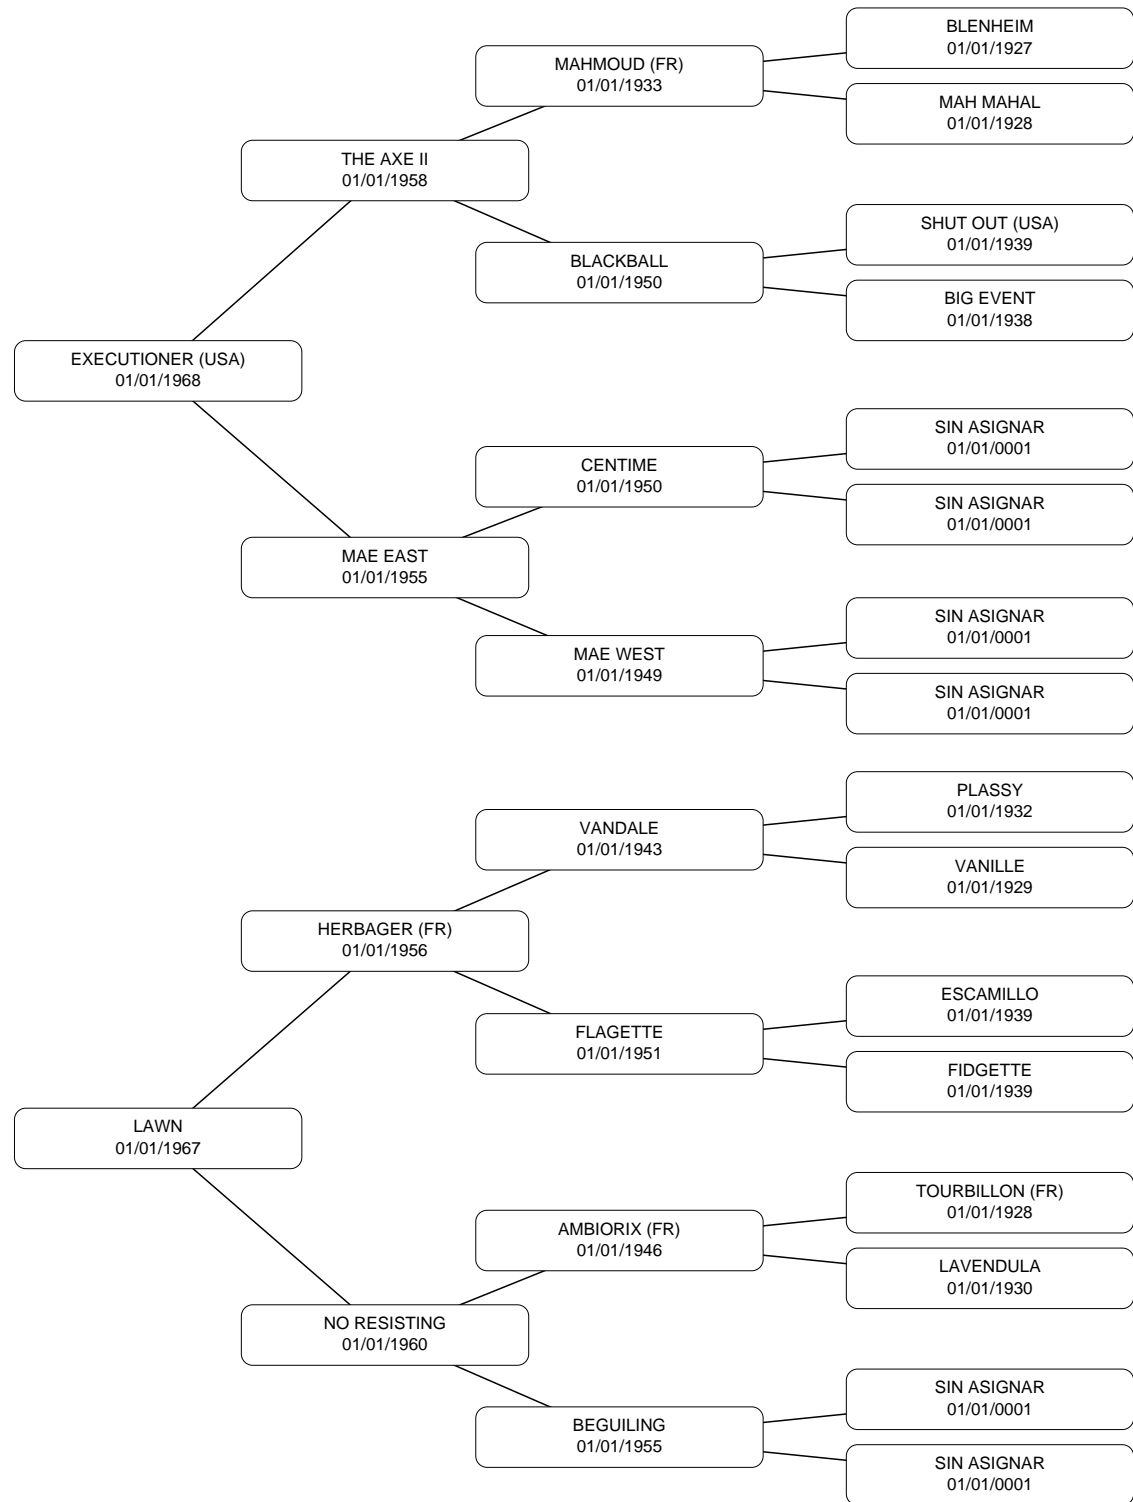 BLENHEIM
01/01/1927
MAHMOUD (FR)
01/01/1933
MAH MAHAL
01/01/1928
THE AXE II
01/01/1958
SHUT OUT (USA)
01/01/1939
BLACKBALL
01/01/1950
BIG EVENT
01/01/1938
EXECUTIONER (USA)
01/01/1968
SIN ASIGNAR
01/01/0001
CENTIME
01/01/1950
SIN ASIGNAR
01/01/0001
MAE EAST
01/01/1955
SIN ASIGNAR
01/01/0001
MAE WEST
01/01/1949
SIN ASIGNAR
01/01/0001
PLASSY
01/01/1932
VANDALE
01/01/1943
VANILLE
01/01/1929
HERBAGER (FR)
01/01/1956
ESCAMILLO
01/01/1939
FLAGETTE
01/01/1951
FIDGETTE
01/01/1939
LAWN
01/01/1967
TOURBILLON (FR)
01/01/1928
AMBIORIX (FR)
01/01/1946
LAVENDULA
01/01/1930
NO RESISTING
01/01/1960
SIN ASIGNAR
01/01/0001
BEGUILING
01/01/1955
SIN ASIGNAR
01/01/0001